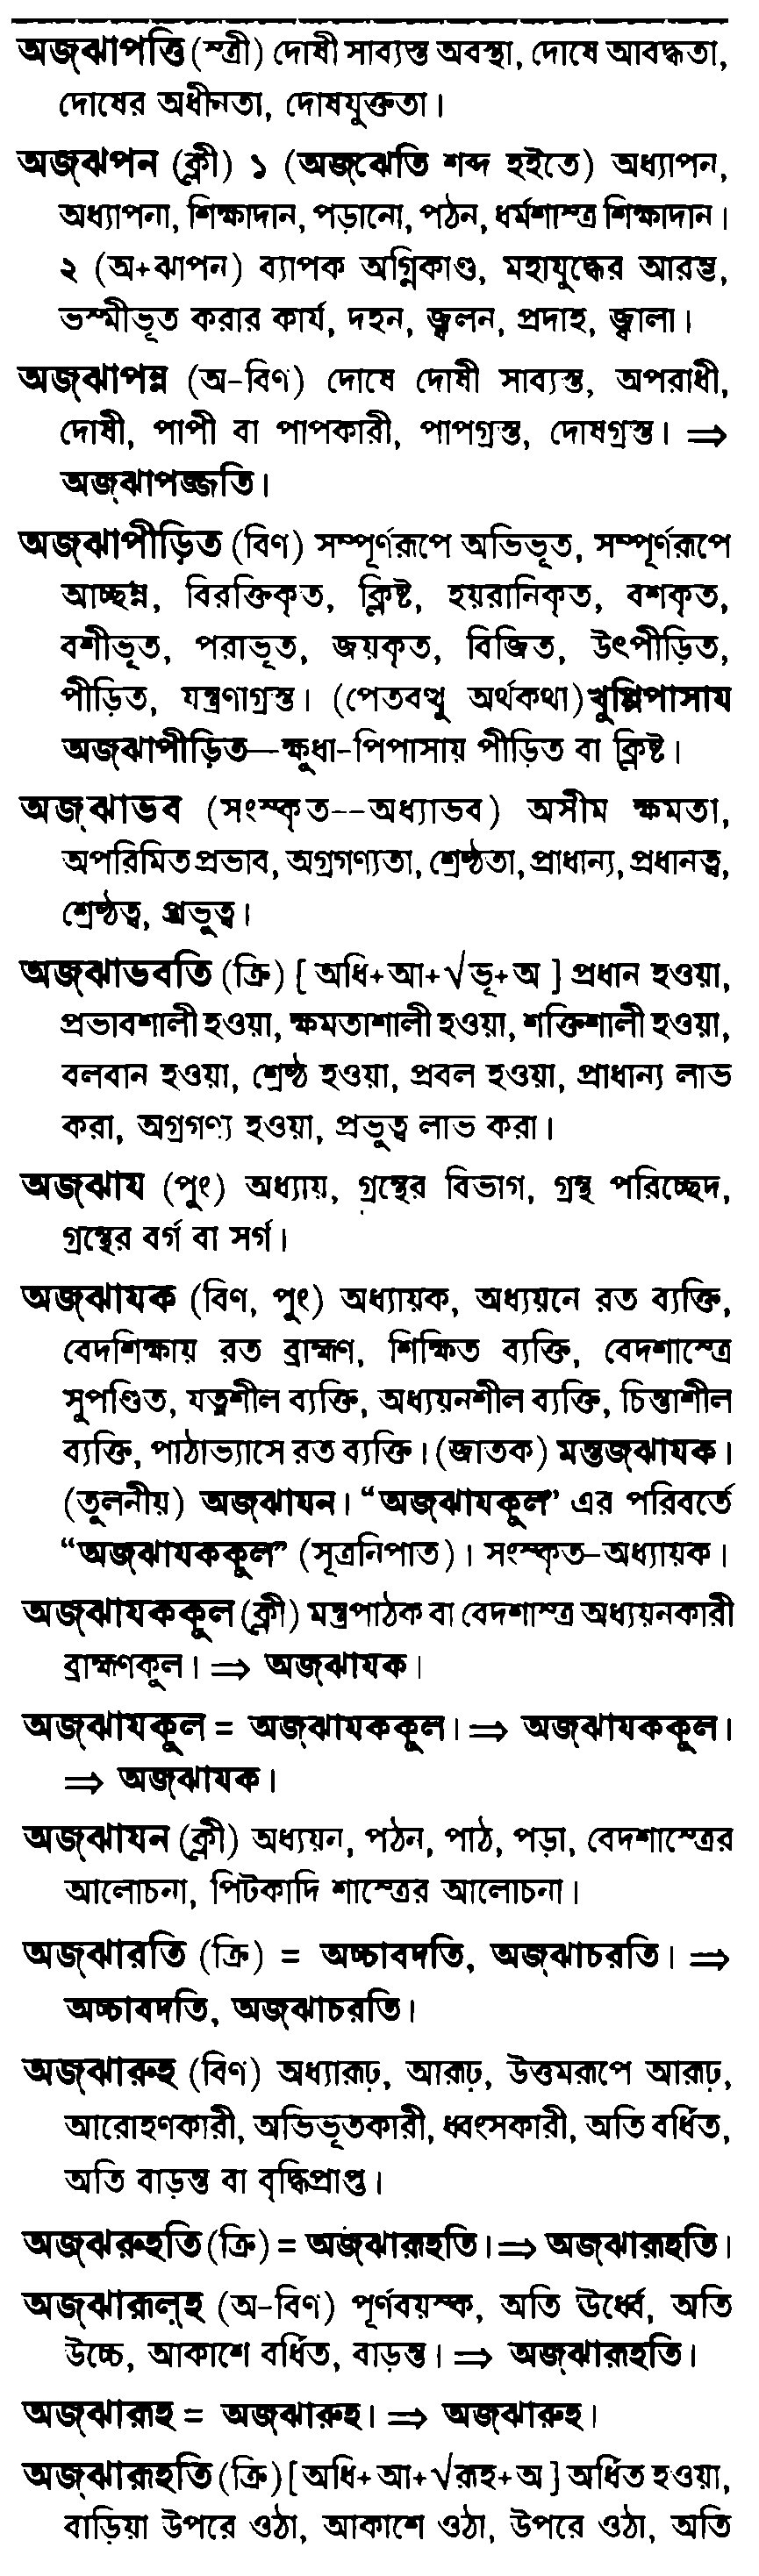 অজ্ঝাপত্তি (স্ত্রী) দোষী সাব্যস্ত অবস্থা, দোষে আবদ্ধতা,
দোষের অধীনতা, দোষযুক্ততা।
অজ্ঝপন (ক্লী) ১ (অজ্ঝেতি শব্দ হইতে) অধ্যাপন,
অধ্যাপনা, শিক্ষাদান, পড়ানো, পঠন, ধর্মশাস্ত্র শিক্ষাদান।
২ (অ+ঝাপন) ব্যাপক অগ্নিকাণ্ড, মহাযুদ্ধের আরম্ভ,
ভস্মীভূত করার কার্য, দহন, জ্বলন, প্রদাহ, জ্বালা।
অজ্ঝাপন্ন (অ-বিণ) দোষে দোষী সাব্যস্ত, অপরাধী,
দোষী, পাপী বা পাপকারী, পাপগ্রস্ত, দোষগ্রস্ত। ⇒
অজ্ঝাপজ্জতি।
অজ্ঝাপীড়িত (বিণ) সম্পূর্ণরূপে অভিভূত, সম্পূর্ণরূপে
আচ্ছন্ন, বিরক্তিকৃত, ক্লিষ্ট, হয়রানিকৃত, বশকৃত,
বশীভূত, পরাভূত, জয়কৃত, বিজিত, উৎপীড়িত,
পীড়িত, যন্ত্রণাগ্রস্ত। (পেতবত্থু অর্থকথা) খুপ্পিপাসায
অজ্ঝাপীড়িত—ক্ষুধা-পিপাসায় পীড়িত বা ক্লিষ্ট।
অজ্ঝাভব (সংস্কৃত--অধ্যাভব) অসীম ক্ষমতা,
অপরিমিত প্রভাব, অগ্রগণ্যতা, শ্রেষ্ঠতা, প্রাধান্য, প্রধানত্ব,
শ্রেষ্ঠত্ব, প্রভুত্ব।
অজ্ঝাভবতি (ক্রি) [ অধি+আ+√ভূ+অ ] প্রধান হওয়া,
প্রভাবশালী হওয়া, ক্ষমতাশালী হওয়া, শক্তিশালী হওয়া,
বলবান হওয়া, শ্রেষ্ঠ হওয়া, প্রবল হওয়া, প্রাধান্য লাভ
করা, অগ্রগণ্য হওয়া, প্রভুত্ব লাভ করা।
অজ্ঝায (পুং) অধ্যায়, গ্রন্থের বিভাগ, গ্রন্থ পরিচ্ছেদ,
গ্রন্থের বর্গ বা সর্গ।
অজ্ঝাযক (বিণ, পুং) অধ্যায়ক, অধ্যয়নে রত ব্যক্তি,
বেদশিক্ষায় রত ব্রাহ্মণ, শিক্ষিত ব্যক্তি, বেদশাস্ত্রে
সুপণ্ডিত, যত্নশীল ব্যক্তি, অধ্যয়নশীল ব্যক্তি, চিন্তাশীল
ব্যক্তি, পাঠাভ্যাসে রত ব্যক্তি। (জাতক) মন্তজ্ঝাযক।
(তুলনীয়) অজ্ঝাযন। “অজ্ঝাযকুল” এর পরিবর্তে
“অজ্ঝাযককুল” (সূত্রনিপাত)। সংস্কৃত-অধ্যায়ক।
অজ্ঝাযককুল (ক্লী) মন্ত্রপাঠক বা বেদশাস্ত্র অধ্যয়নকারী
ব্রাহ্মণকুল। ⇒ অজ্ঝাযক।
অজ্ঝাযকুল = অজ্ঝাযককুল। ⇒ অজ্ঝাযককুল।
⇒ অজ্ঝাযক।
অজ্ঝাযন (ক্লী) অধ্যয়ন, পঠন, পাঠ, পড়া, বেদশাস্ত্রের
আলোচনা, পিটকাদি শাস্ত্রের আলোচনা।
অজ্ঝারতি (ক্রি) = অচ্চাবদতি, অজ্ঝাচরতি। ⇒
অচ্চাবদতি, অজ্ঝাচরতি।
অজ্ঝারুহ (বিণ) অধ্যারূঢ়, আরূঢ়, উত্তমরূপে আরূঢ়,
আরোহণকারী, অভিভূতকারী, ধ্বংসকারী, অতি বর্ধিত,
অতি বাড়ন্ত বা বৃদ্ধিপ্রাপ্ত।
অজ্ঝরুহতি (ক্রি) = অজ্ঝারূহতি। ⇒ অজ্ঝারূহতি।
অজ্ঝারূল্হ (অ-বিণ) পূর্ণবয়স্ক, অতি ঊর্ধ্বে, অতি
উচ্চে, আকাশে বর্ধিত, বাড়ন্ত। ⇒ অজ্ঝারূহতি।
অজ্ঝারূহ = অজ্ঝারুহ। ⇒ অজ্ঝারুহ।
অজ্ঝারূহতি (ক্রি) [অধি+আ+√রূহ+অ ] অর্ধিত হওয়া,
বাড়িয়া উপরে ওঠা, আকাশে ওঠা, উপরে ওঠা, অতি